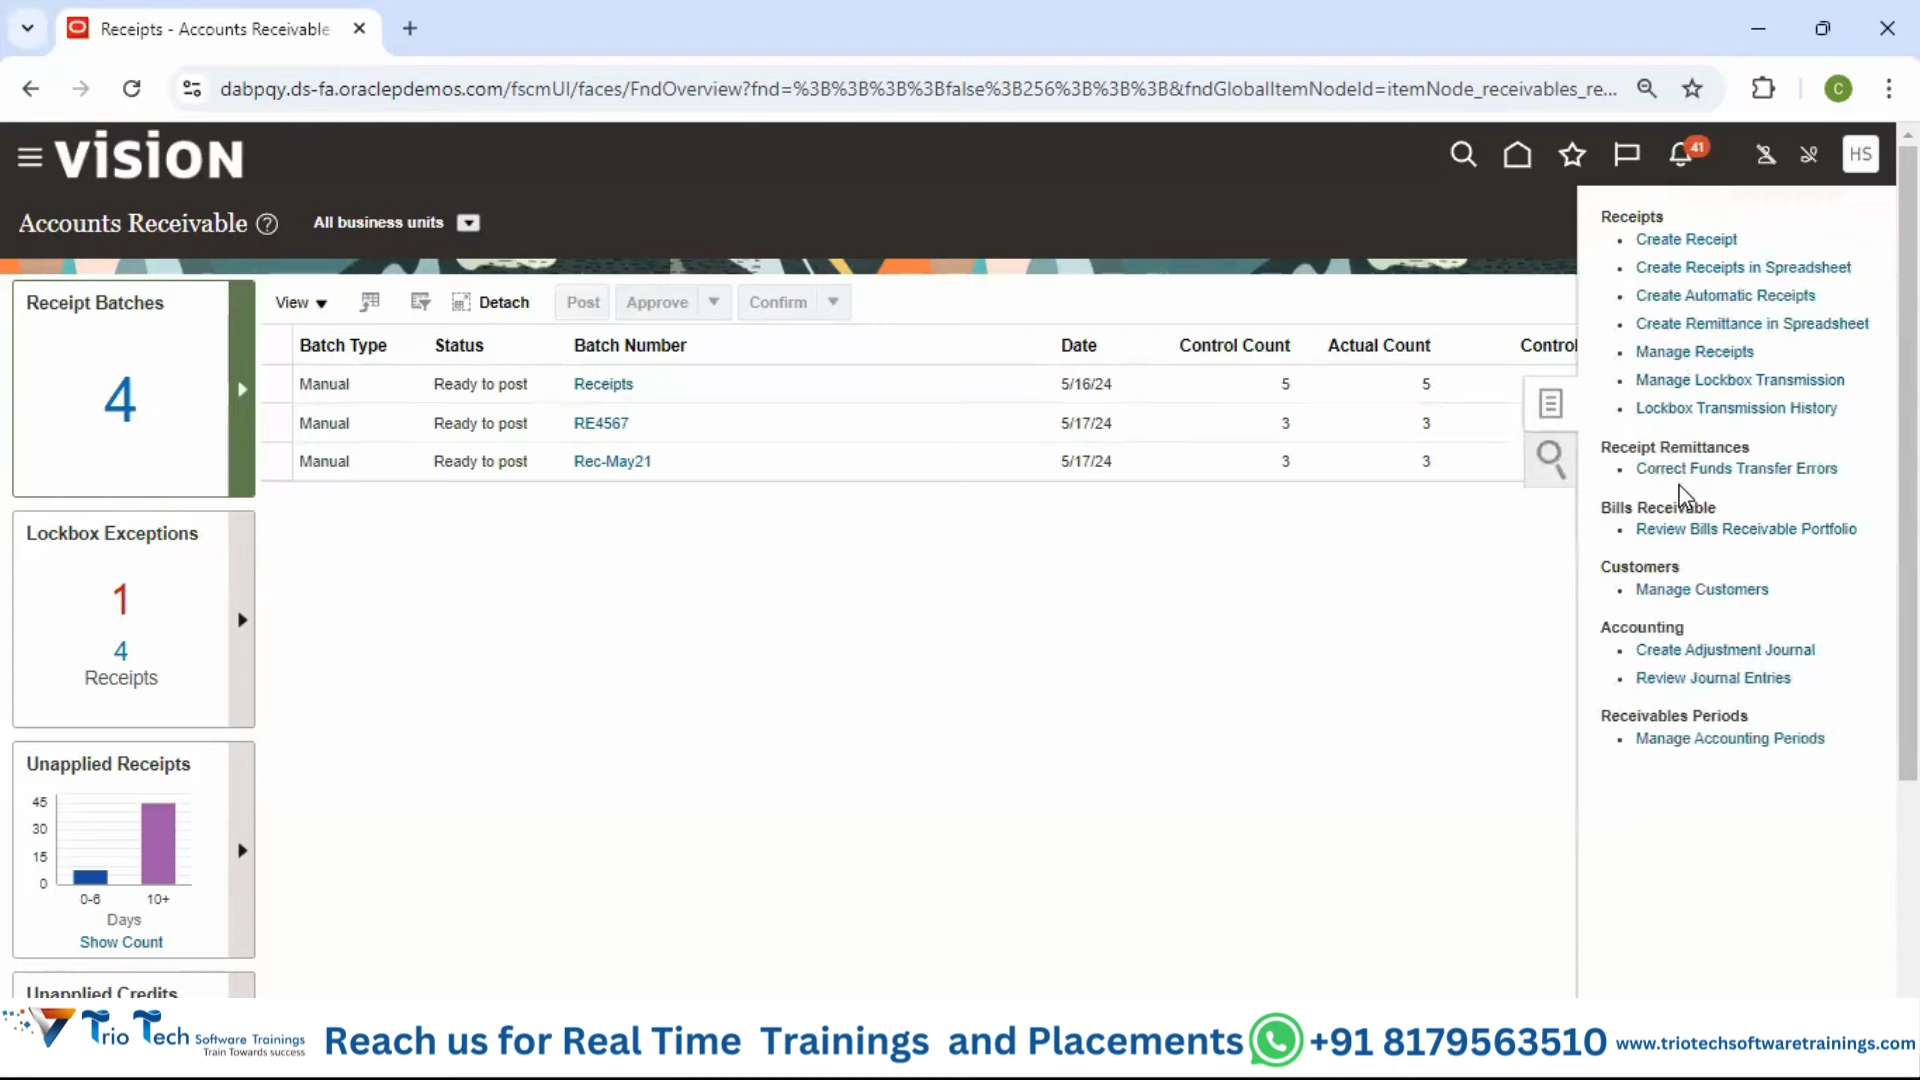 Receipts - Accounts Receivable
dabpqy.ds-fa.oraclepdemos.com/fscmUI/faces/FndOverview?fnd=%3B%3B%3B%3Bfalse%3B256%3B%3B%3B&fndGlobalItemNodeId=itemNode_receivables_re...
C
VISION
41
HS
Accounts Receivable ?
All business units
Receipt Batches
4
Lockbox Exceptions
1
4
Receipts
Unapplied Receipts
45
30
15
0
0-6 10+
Days
Show Count
Unapplied Credits
View Detach Post Approve Confirm
Batch Type Status Batch Number Date Control Count Actual Count Control
Manual Ready to post Receipts 5/16/24 5 5
Manual Ready to post RE4567 5/17/24 3 3
Manual Ready to post Rec-May21 5/17/24 3 3
Receipts
Create Receipt
Create Receipts in Spreadsheet
Create Automatic Receipts
Create Remittance in Spreadsheet
Manage Receipts
Manage Lockbox Transmission
Lockbox Transmission History
Receipt Remittances
Correct Funds Transfer Errors
Bills Receivable
Review Bills Receivable Portfolio
Customers
Manage Customers
Accounting
Create Adjustment Journal
Review Journal Entries
Receivables Periods
Manage Accounting Periods
Trio Tech Software Trainings
Train Towards success
Reach us for Real Time Trainings and Placements +91 8179563510 www.triotechsoftwaretrainings.com